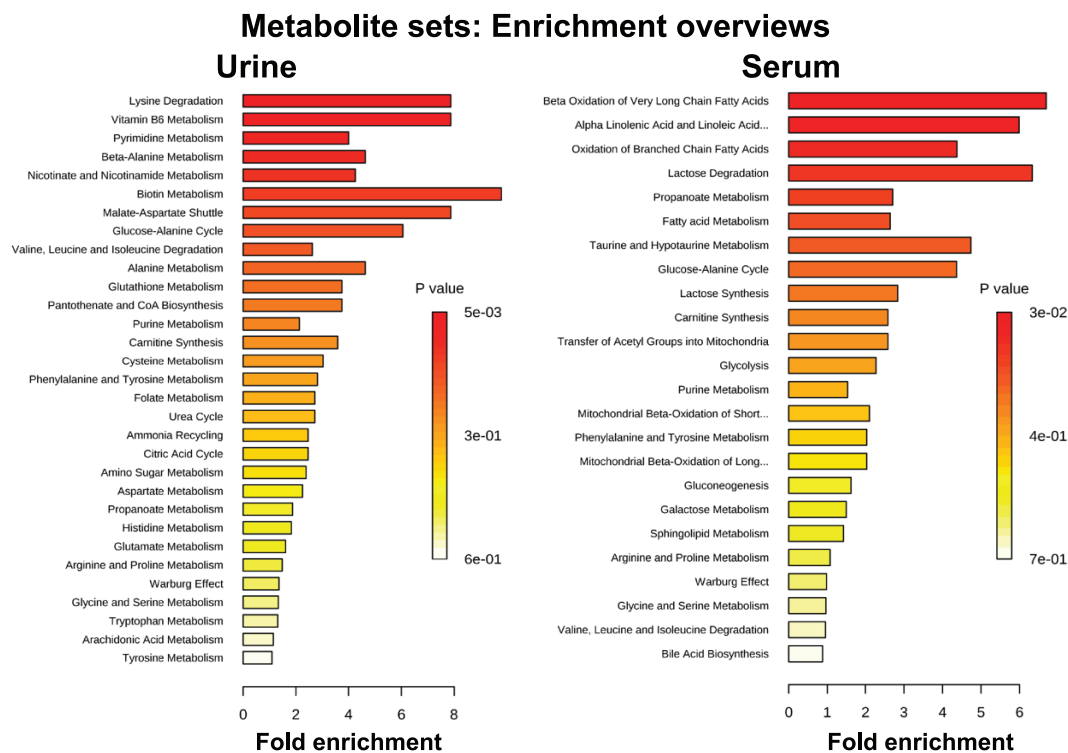 Metabolite sets: Enrichment overviews
Urine
Lysine Degradation
Vitamin B6 Metabolism
Pyrimidine Metabolism
Beta-Alanine Metabolism
Nicotinate and Nicotinamide Metabolism
Biotin Metabolism
Malate-Aspartate Shuttle
Glucose-Alanine Cycle
Valine, Leucine and Isoleucine Degradation
Alanine Metabolism
Glutathione Metabolism
Pantothenate and CoA Biosynthesis
Purine Metabolism
Carnitine Synthesis
Cysteine Metabolism
Phenylalanine and Tyrosine Metabolism
Folate Metabolism
Urea Cycle
Ammonia Recycling
Citric Acid Cycle
Amino Sugar Metabolism
Aspartate Metabolism
Propanoate Metabolism
Histidine Metabolism
Glutamate Metabolism
Arginine and Proline Metabolism
Warburg Effect
Glycine and Serine Metabolism
Tryptophan Metabolism
Arachidonic Acid Metabolism
Tyrosine Metabolism
P value
5e-03
3e-01
6e-01
0 2 4 6 8
Fold enrichment
Serum
Beta Oxidation of Very Long Chain Fatty Acids
Alpha Linolenic Acid and Linoleic Acid...
Oxidation of Branched Chain Fatty Acids
Lactose Degradation
Propanoate Metabolism
Fatty acid Metabolism
Taurine and Hypotaurine Metabolism
Glucose-Alanine Cycle
Lactose Synthesis
Carnitine Synthesis
Transfer of Acetyl Groups into Mitochondria
Glycolysis
Purine Metabolism
Mitochondrial Beta-Oxidation of Short...
Phenylalanine and Tyrosine Metabolism
Mitochondrial Beta-Oxidation of Long...
Gluconeogenesis
Galactose Metabolism
Sphingolipid Metabolism
Arginine and Proline Metabolism
Warburg Effect
Glycine and Serine Metabolism
Valine, Leucine and Isoleucine Degradation
Bile Acid Biosynthesis
P value
3e-02
4e-01
7e-01
0 1 2 3 4 5 6
Fold enrichment